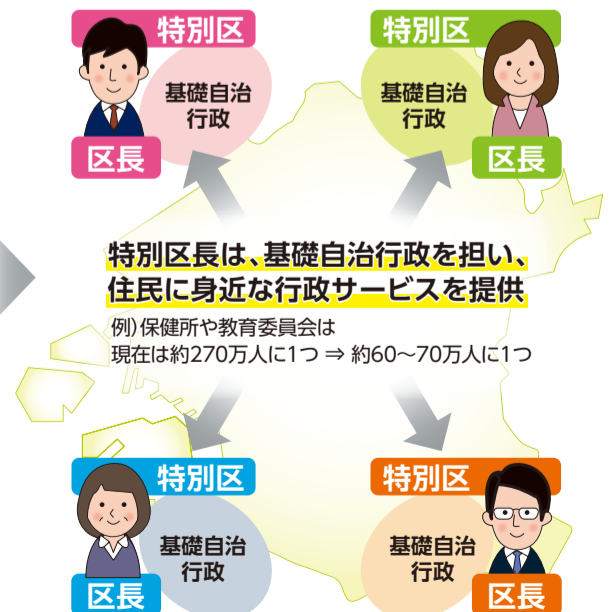 特別区
基礎自治
行政
区長
特別区
基礎自治
行政
区長
特別区長は、基礎自治行政を担い、
住民に身近な行政サービスを提供
例)保健所や教育委員会は
現在は約270万人に1つ ⇒ 約60〜70万人に1つ
特別区
基礎自治
行政
区長
特別区
基礎自治
行政
区長